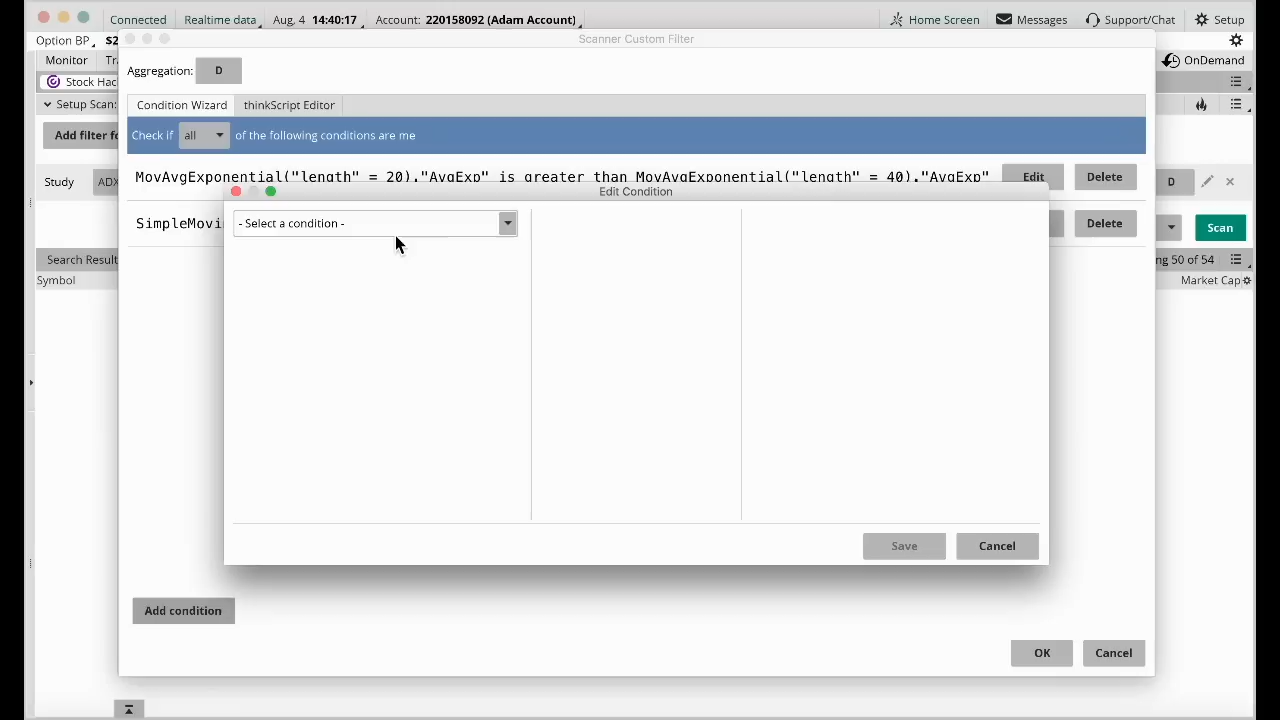 Connected Realtime data Aug, 4 14:40:17 Account: 220158092 (Adam Account) Home Screen Messages Support/Chat Setup
Option BP
Scanner Custom Filter
Monitor
OnDemand
Aggregation: D
Stock Hac
Setup Scan:
Condition Wizard thinkScript Editor
Add filter fo
Check if all of the following conditions are me
MovAvgExponential("length" = 20)."AvgExp" is greater than MovAvgExponential("length" = 40)."AvgExp" Edit Delete
Study ADX D
Edit Condition
SimpleMovi Delete
- Select a condition -
Scan
Search Result ng 50 of 54
Symbol Market Cap
Save Cancel
Add condition
OK Cancel